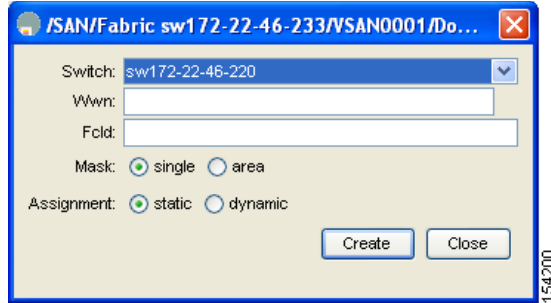 /SAN/Fabric sw172-22-46-233/VSAN0001/Do...
Switch: sw172-22-46-220
Wwn:
FcId:
Mask: single area
Assignment: static dynamic
Create Close
154200